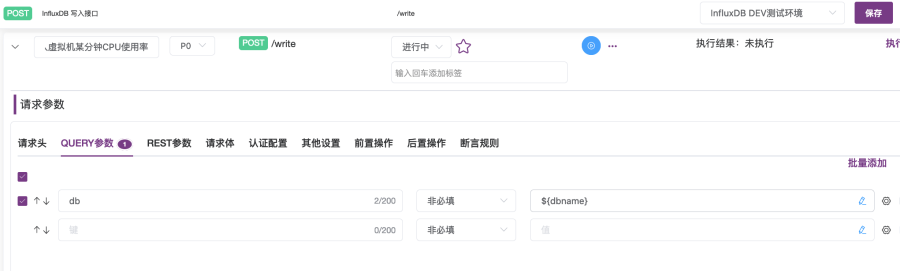 POST InfluxDB 写入接口 /write InfluxDB DEV测试环境 保存
虚拟机某分钟CPU使用率 P0 POST /write 进行中 执行结果：未执行
输入回车添加标签
请求参数
请求头 QUERY参数 1 REST参数 请求体 认证配置 其他设置 前置操作 后置操作 断言规则
批量添加
db 2/200 非必填 ${dbname}
键 0/200 非必填 值